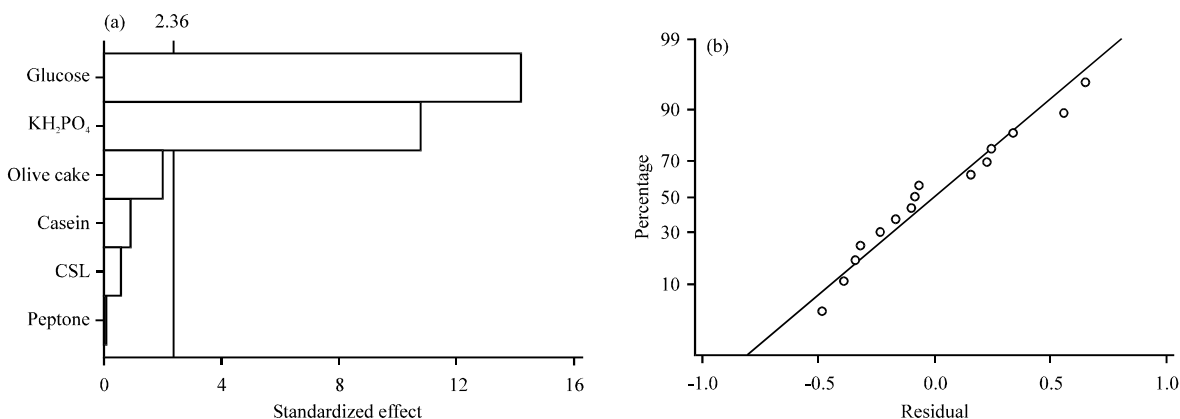 (a)
2.36
Glucose
KH₂PO₄
Olive cake
Casein
CSL
Peptone
0 4 8 12 16
Standardized effect
(b)
99
90
70
50
30
10
Percentage
-1.0 -0.5 0.0 0.5 1.0
Residual